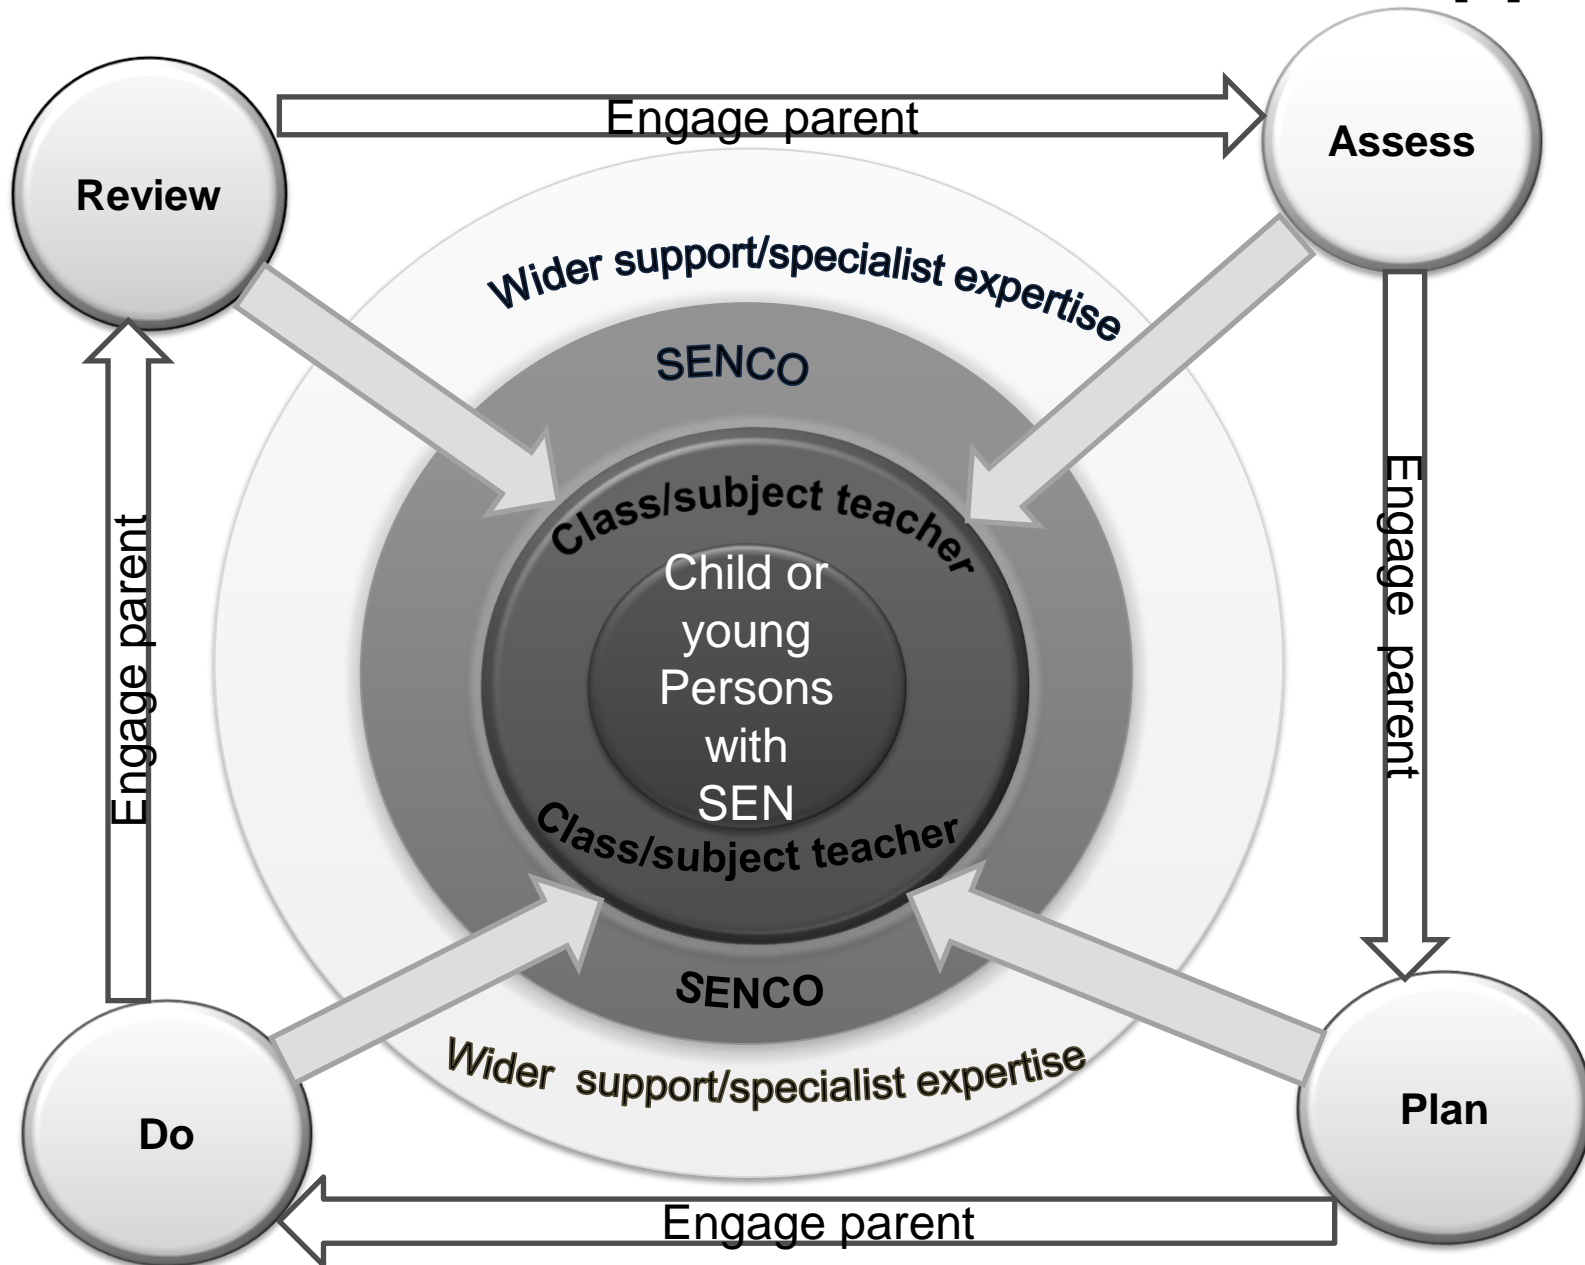 Engage parent
Assess
Review
Wider support/specialist expertise
SENCO
Class/subject teacher
Child or
young
Persons
with
SEN
Engage parent
Engage parent
Class/subject teacher
SENCO
Wider support/specialist expertise
Plan
Do
Engage parent